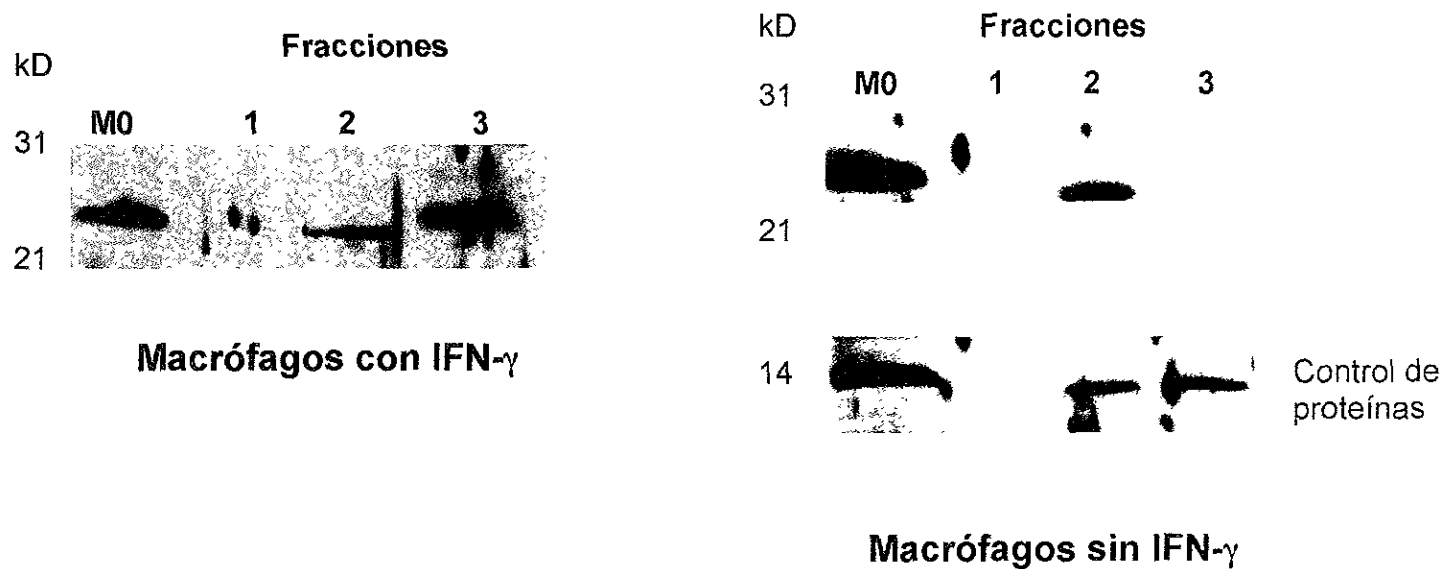 Fracciones
kD
M0 1 2 3
31
21
Macrófagos con IFN-γ
kD
Fracciones
M0 1 2 3
31
21
14
Control de
proteínas
Macrófagos sin IFN-γ